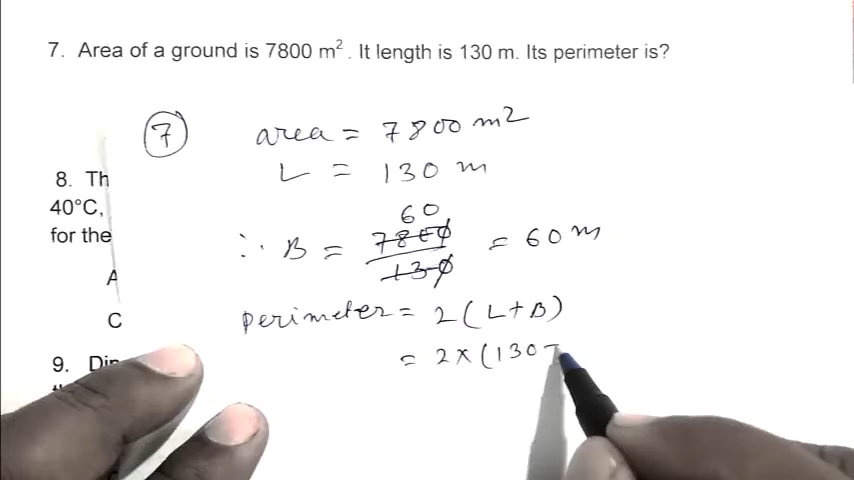 7. Area of a ground is 7800 m². It length is 130 m. Its perimeter is?
7 area = 7800 m²
8. Th
L = 130 m
40°C,
60
for the
∴ B = 7800 / 130 = 60 m
A
perimeter = 2 ( L + B )
C
= 2 × ( 130
9.